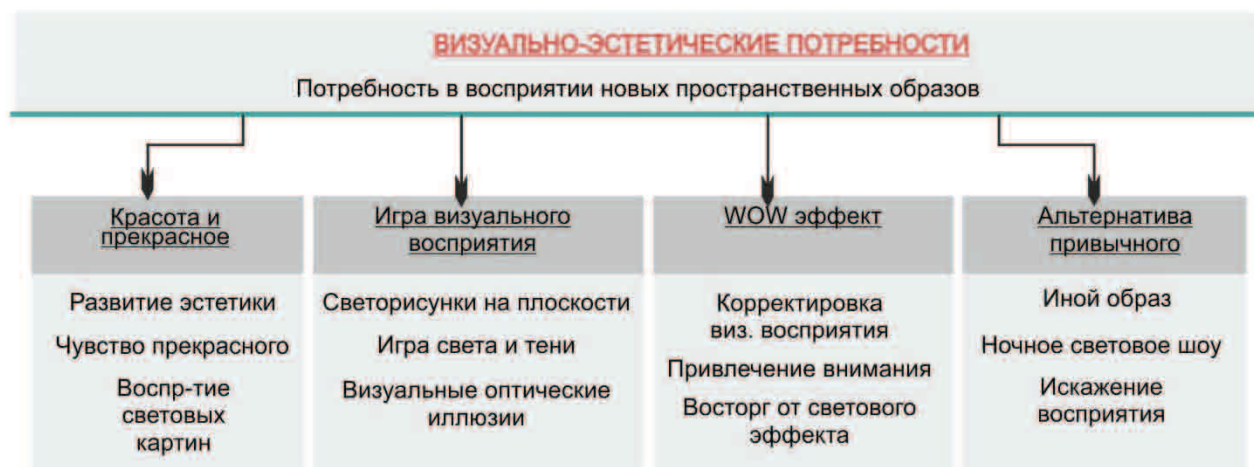 ВИЗУАЛЬНО-ЭСТЕТИЧЕСКИЕ ПОТРЕБНОСТИ
Потребность в восприятии новых пространственных образов
Красота и
прекрасное
Развитие эстетики
Чувство прекрасного
Воспр-тие
световых
картин
Игра визуального
восприятия
Светорисунки на плоскости
Игра света и тени
Визуальные оптические
иллюзии
WOW эффект
Корректировка
виз. восприятия
Привлечение внимания
Восторг от светового
эффекта
Альтернатива
привычного
Иной образ
Ночное световое шоу
Искажение
восприятия